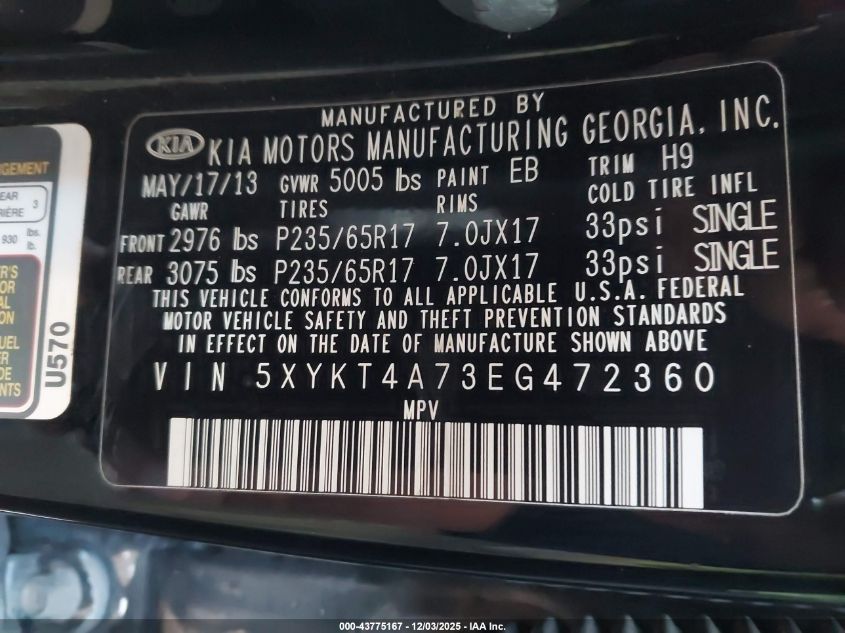 MANUFACTURED BY
KIA KIA MOTORS MANUFACTURING GEORGIA, INC.
MAY/17/13 GVWR 5005 lbs PAINT EB TRIM H9
GAWR TIRES RIMS COLD TIRE INFL
FRONT 2976 lbs P235/65R17 7.0JX17 33psi SINGLE
REAR 3075 lbs P235/65R17 7.0JX17 33psi SINGLE
THIS VEHICLE CONFORMS TO ALL APPLICABLE U.S.A. FEDERAL
MOTOR VEHICLE SAFETY AND THEFT PREVENTION STANDARDS
IN EFFECT ON THE DATE OF MANUFACTURE SHOWN ABOVE
VIN 5XYKT4A73EG472360
MPV
3
930 lbs.
lb.
U570
000-43775167 - 12/03/2025 - IAA Inc.